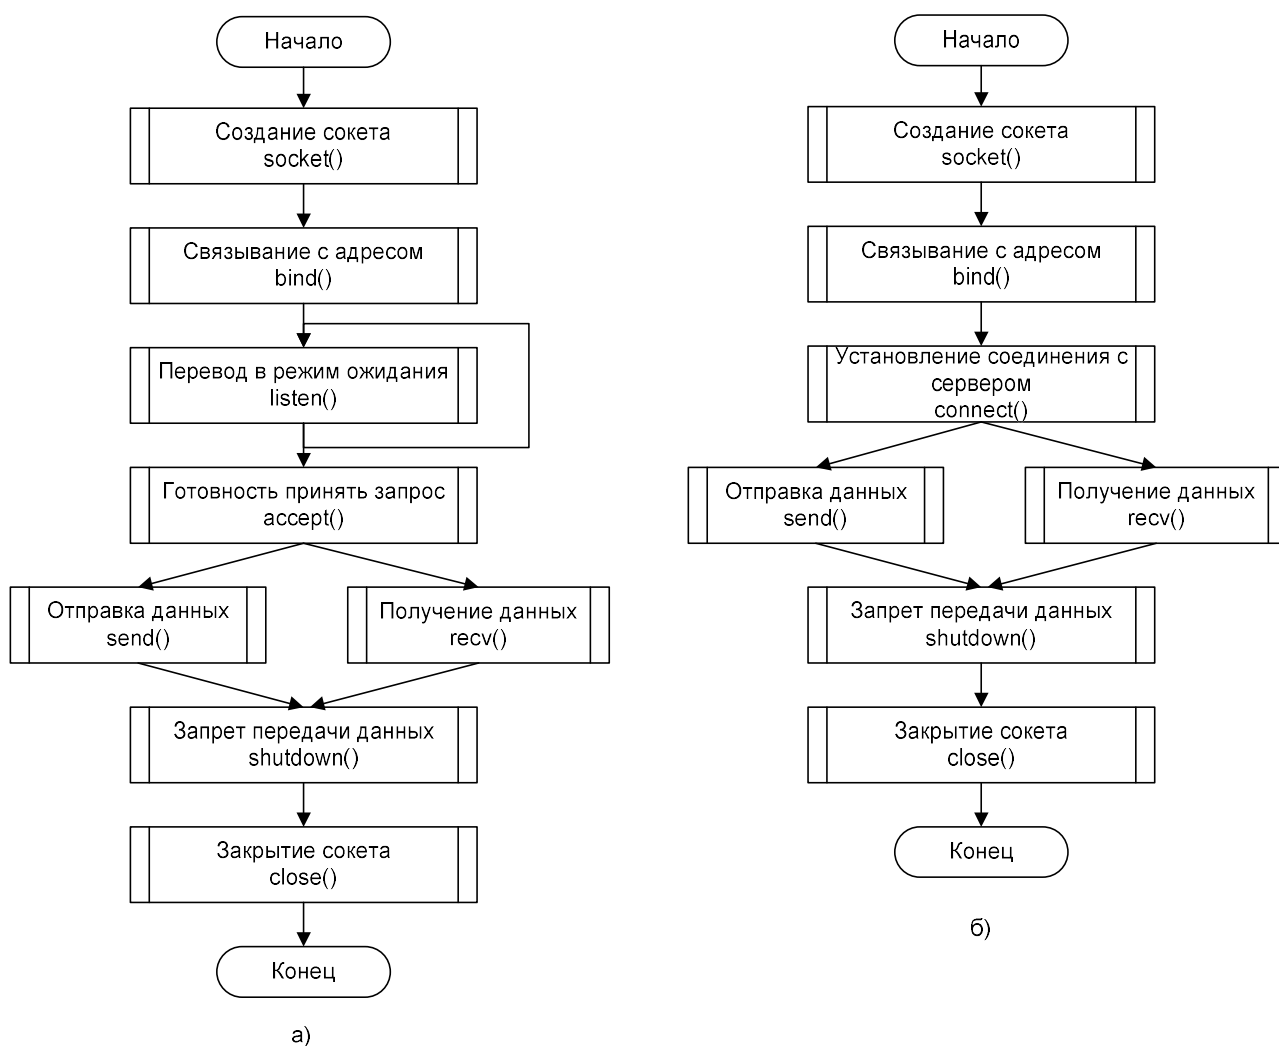 Начало
Создание сокета
socket()
Связывание с адресом
bind()
Перевод в режим ожидания
listen()
Готовность принять запрос
accept()
Отправка данных
send()
Получение данных
recv()
Запрет передачи данных
shutdown()
Закрытие сокета
close()
Конец
а)
Начало
Создание сокета
socket()
Связывание с адресом
bind()
Установление соединения с
сервером
connect()
Отправка данных
send()
Получение данных
recv()
Запрет передачи данных
shutdown()
Закрытие сокета
close()
Конец
б)